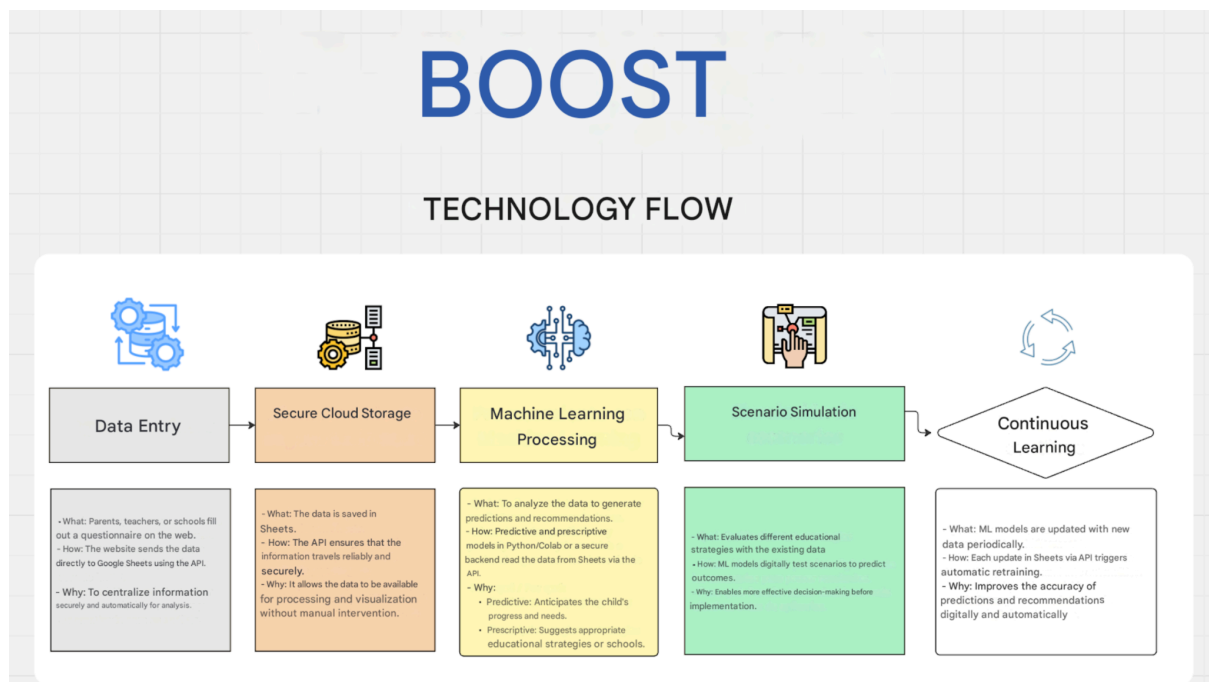 BOOST
TECHNOLOGY FLOW
Data Entry
Secure Cloud Storage
Machine Learning
Processing
Scenario Simulation
Continuous
Learning
• What: Parents, teachers, or schools fill
out a questionnaire on the web.
- How: The website sends the data
directly to Google Sheets using the API.
- Why: To centralize information
securely and automatically for analysis.
- What: The data is saved in
Sheets.
- How: The API ensures that the
information travels reliably and
securely.
- Why: It allows the data to be available
for processing and visualization
without manual intervention.
- What: To analyze the data to generate
predictions and recommendations.
- How: Predictive and prescriptive
models in Python/Colab or a secure
backend read the data from Sheets via the
API.
- Why:
• Predictive: Anticipates the child's
progress and needs.
• Prescriptive: Suggests appropriate
educational strategies or schools.
- What: Evaluates different educational
strategies with the existing data
• How: ML models digitally test scenarios to predict
outcomes.
- Why: Enables more effective decision-making before
implementation.
- What: ML models are updated with new
data periodically.
- How: Each update in Sheets via API triggers
automatic retraining.
- Why: Improves the accuracy of
predictions and recommendations
digitally and automatically